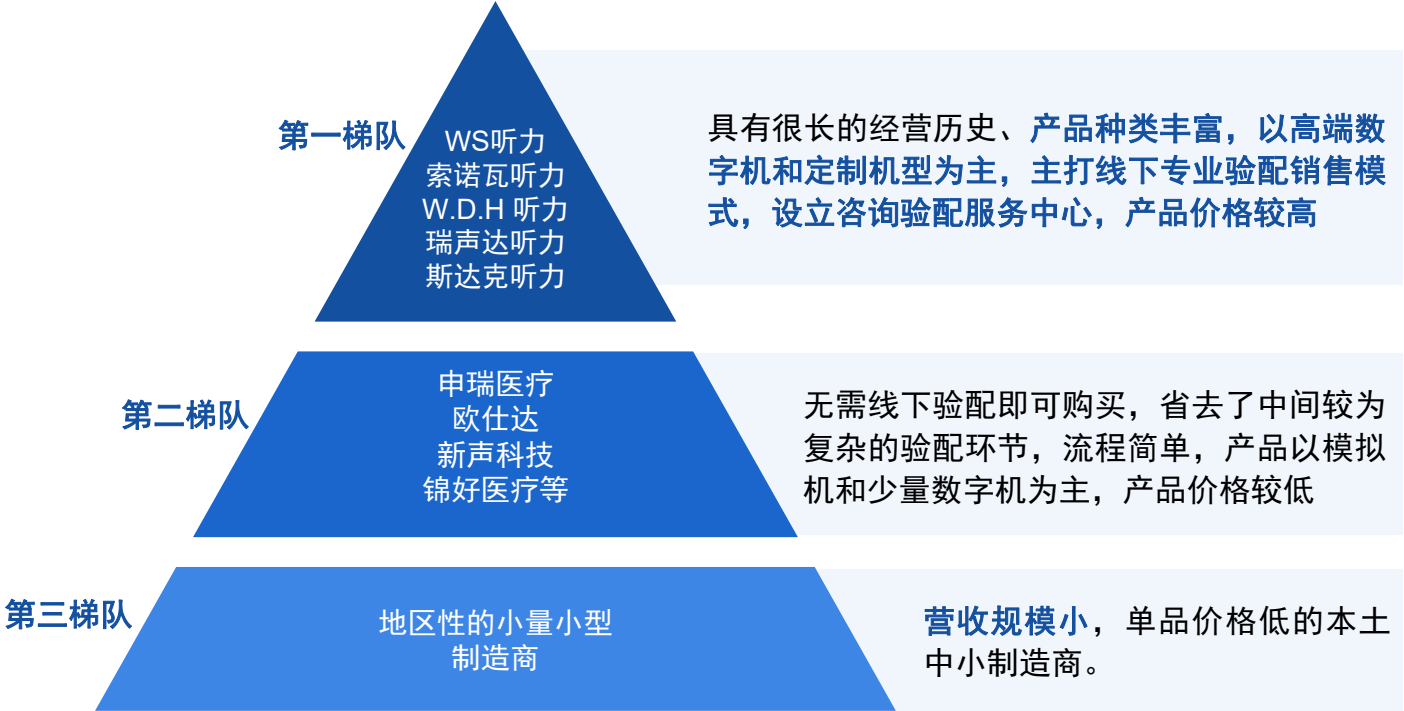 第一梯队
WS听力
索诺瓦听力
W.D.H 听力
瑞声达听力
斯达克听力
具有很长的经营历史、产品种类丰富，以高端数
字机和定制机型为主，主打线下专业验配销售模
式，设立咨询验配服务中心，产品价格较高
第二梯队
申瑞医疗
欧仕达
新声科技
锦好医疗等
无需线下验配即可购买，省去了中间较为
复杂的验配环节，流程简单，产品以模拟
机和少量数字机为主，产品价格较低
第三梯队
地区性的小量小型
制造商
营收规模小，单品价格低的本土
中小制造商。